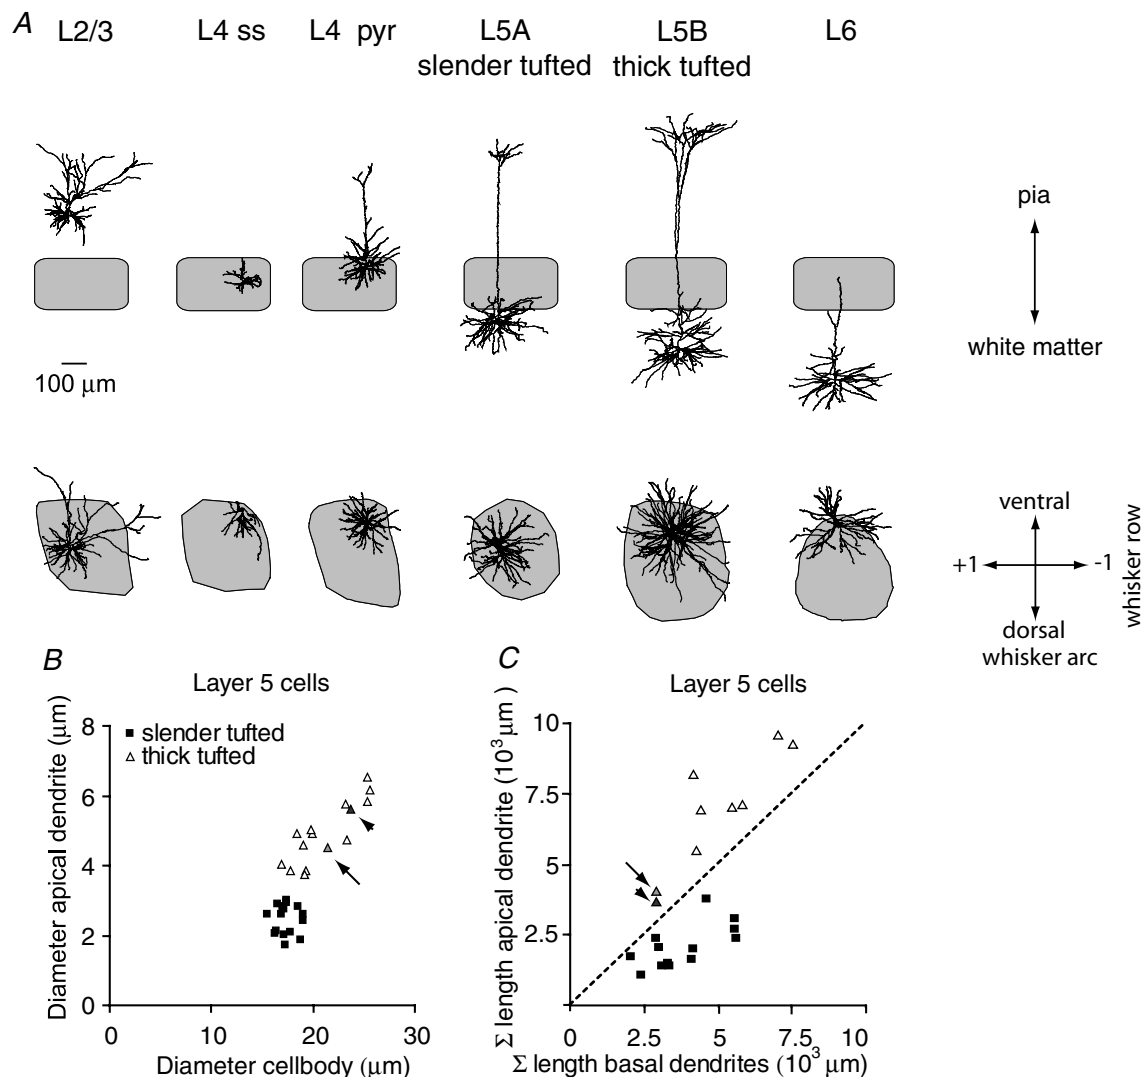 A
L2/3
L4 ss
L4 pyr
L5A
slender tufted
L5B
thick tufted
L6
pia
white matter
100 μm
ventral
+1
-1
dorsal
whisker arc
whisker row
B
Layer 5 cells
Diameter apical dendrite (μm)
slender tufted
thick tufted
8
6
4
2
0
0
10
20
30
Diameter cellbody (μm)
C
Layer 5 cells
Σ length apical dendrite (10³ μm )
10
7.5
5
2.5
0
2.5
5
7.5
10
Σ length basal dendrites (10³ μm)